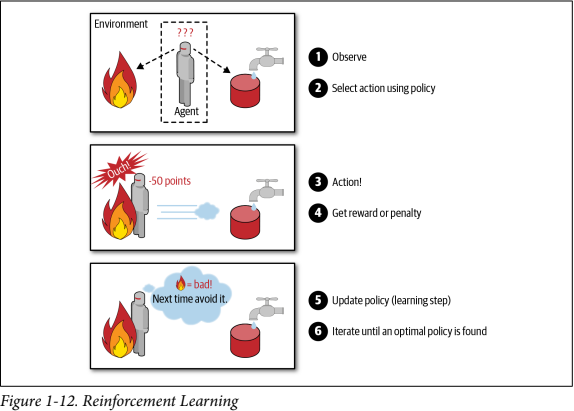 Environment
? ? ?
Agent
1 Observe
2 Select action using policy
Ouch!
-50 points
3 Action!
4 Get reward or penalty
= bad!
Next time avoid it.
5 Update policy (learning step)
6 Iterate until an optimal policy is found
Figure 1-12. Reinforcement Learning